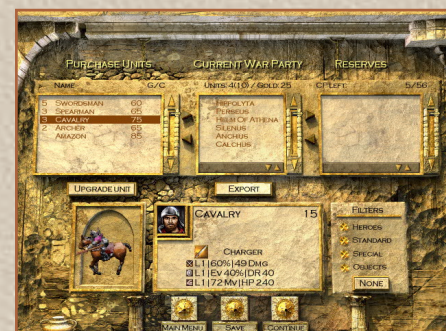 PURCHASE UNITS CURRENT WAR PARTY RESERVES
NAME G/C UNITS: 4(10) / GOLD: 25 CP LEFT: 5/56
5 SWORDSMAN 60
3 SPEARMAN 65
3 CAVALRY 75
2 ARCHER 65
AMAZON 85
HIPPOLYTA
PERSEUS
HELM OF ATHENA
SILENUS
ANCHIUS
CALCHUS
UPGRADE UNIT EXPORT
CAVALRY 15
CHARGER
L1|60%|49 DMG
L1|EV 40%|DR 40
L1|72 MV|HP 240
FILTERS
HEROES
STANDARD
SPECIAL
OBJECTS
NONE
MAIN MENU SAVE CONTINUE